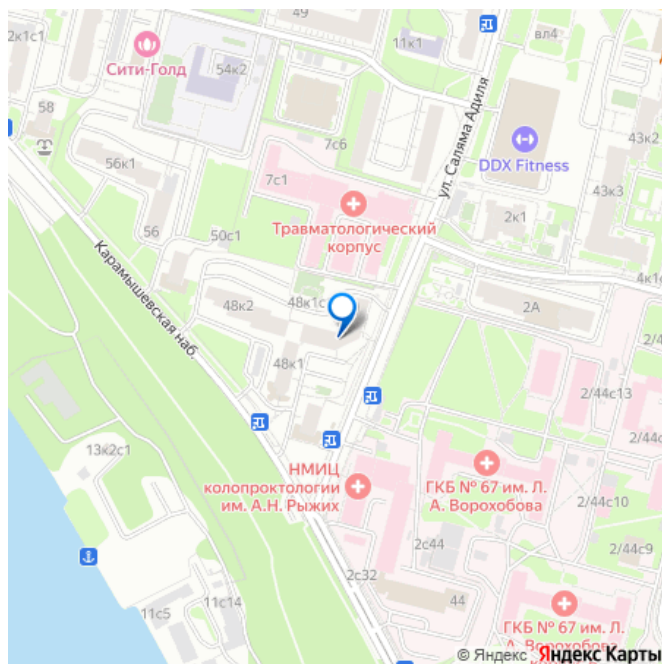 2к1с1
Сити-Голд
54к2
11к1
вл4
58
ул. Саляма Адиля
7с6
DDX Fitness
43к2
56к1
7с1
43к3
Травматологический
корпус
2к1
56
50с1
Карамышевская наб.
4к1с
48к2
48к1с
2А
2/4
48к1
2/44с13
2/44с
13к2с1
НМИЦ
колопроктологии
им. А.Н. Рыжих
ГКБ № 67 им. Л.
А. Ворохобова
2/44с10
2с44
2/44с9
2с32
11с5
11с14
44
ГКБ № 67 им. Л.
А. Ворохобова
© Яндекс Яндекс Карты